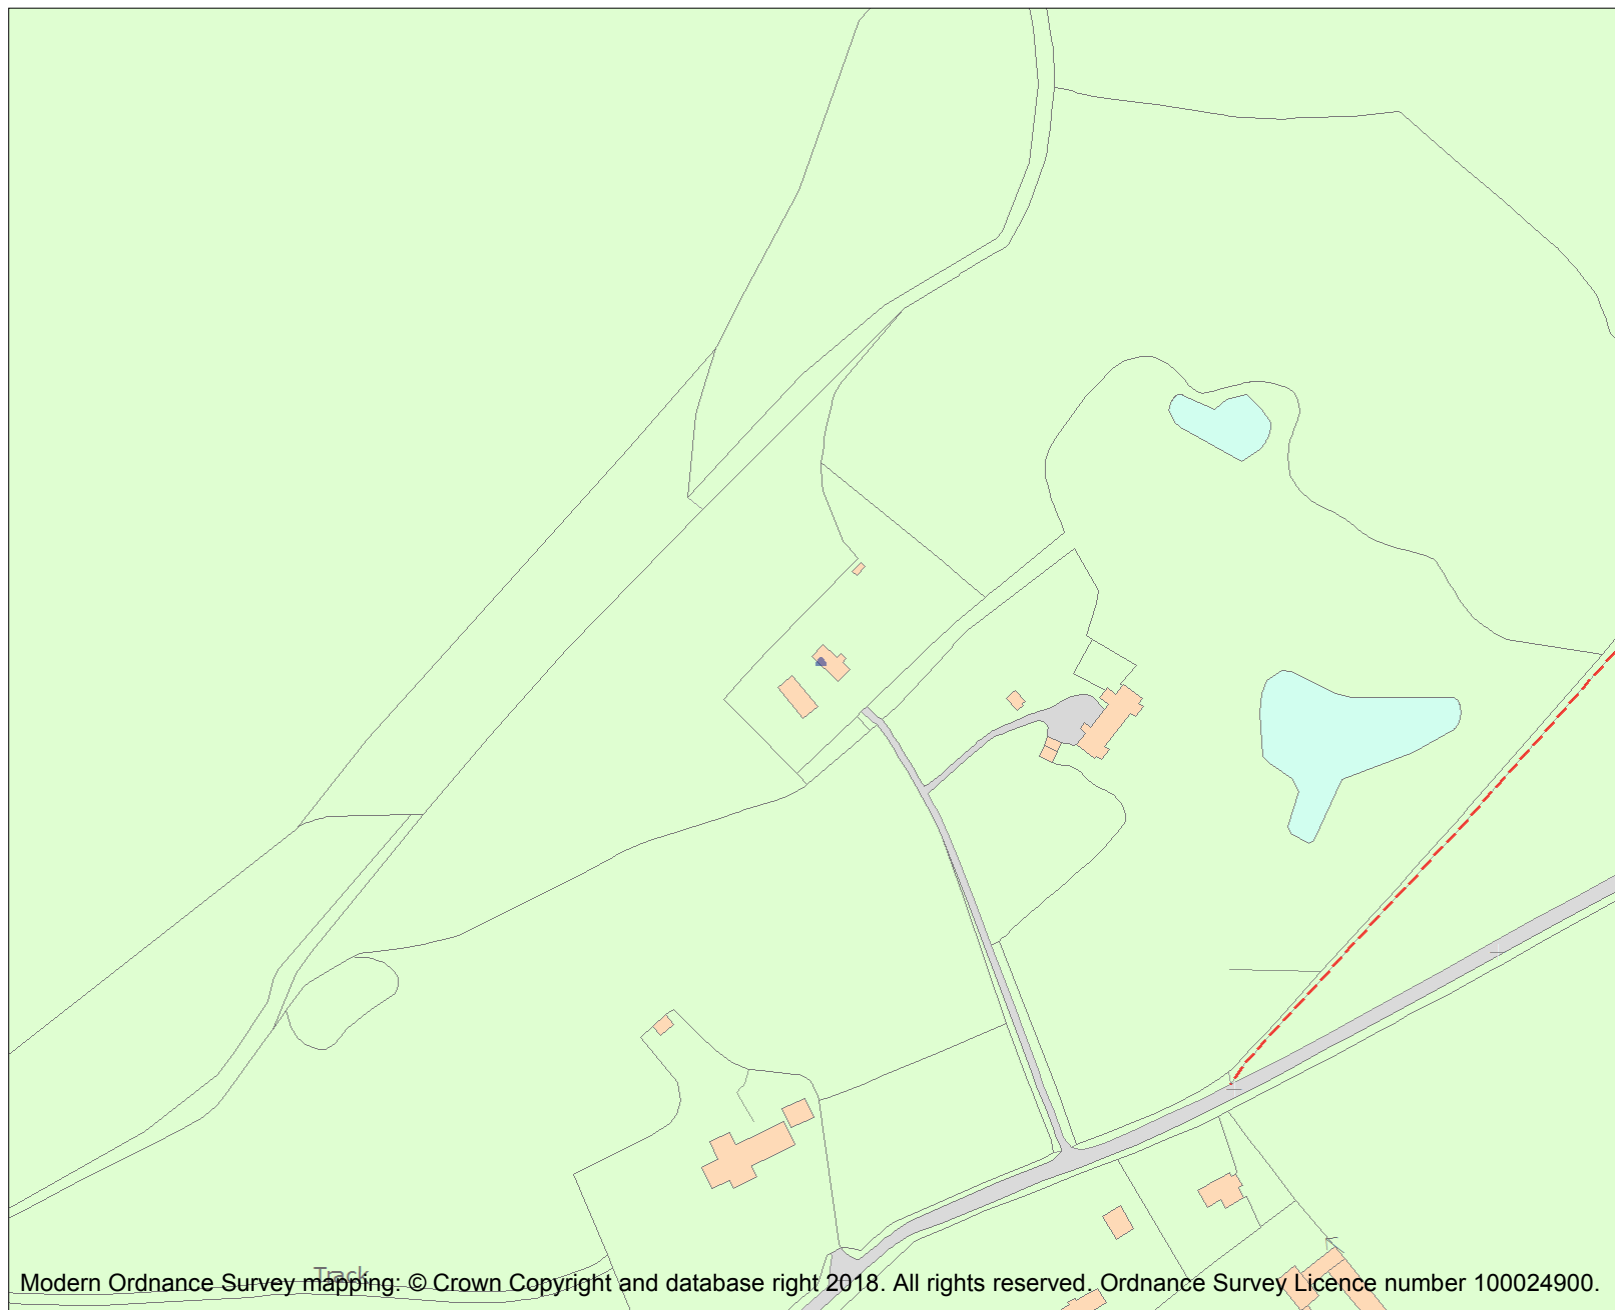 Track
Modern Ordnance Survey mapping: © Crown Copyright and database right 2018. All rights reserved. Ordnance Survey Licence number 100024900.